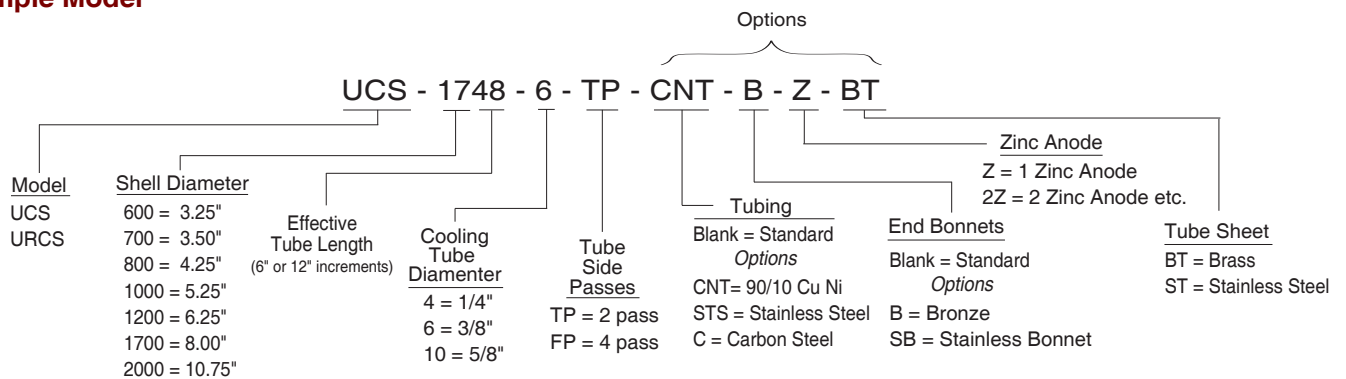 mple Model
Options
UCS - 1748 - 6 - TP - CNT - B - Z - BT
Model
UCS
URCS
Shell Diameter
600 = 3.25"
700 = 3.50"
800 = 4.25"
1000 = 5.25"
1200 = 6.25"
1700 = 8.00"
2000 = 10.75"
Effective
Tube Length
(6" or 12" increments)
Cooling
Tube
Diamenter
4 = 1/4"
6 = 3/8"
10 = 5/8"
Tube
Side
Passes
TP = 2 pass
FP = 4 pass
Tubing
Blank = Standard
Options
CNT= 90/10 Cu Ni
STS = Stainless Steel
C = Carbon Steel
End Bonnets
Blank = Standard
Options
B = Bronze
SB = Stainless Bonnet
Zinc Anode
Z = 1 Zinc Anode
2Z = 2 Zinc Anode etc.
Tube Sheet
BT = Brass
ST = Stainless Steel